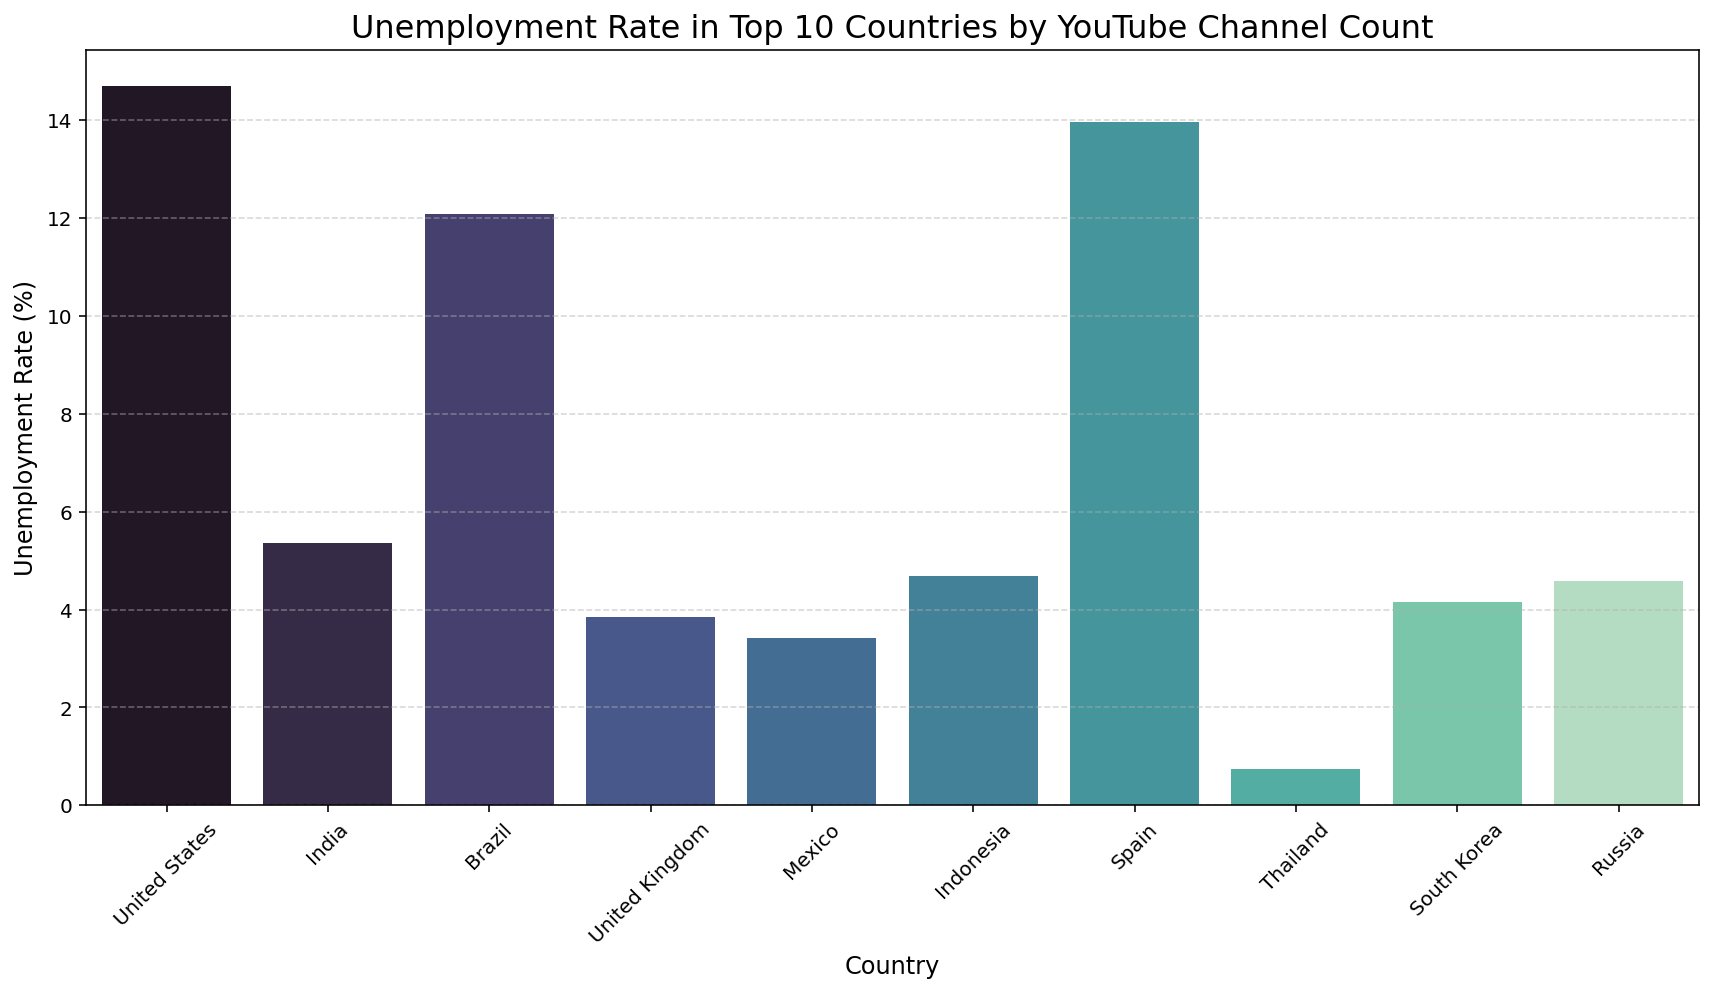 Unemployment Rate in Top 10 Countries by YouTube Channel Count
Unemployment Rate (%)
14
12
10
8
6
4
2
0
United States
India
Brazil
United Kingdom
Mexico
Indonesia
Spain
Thailand
South Korea
Russia
Country